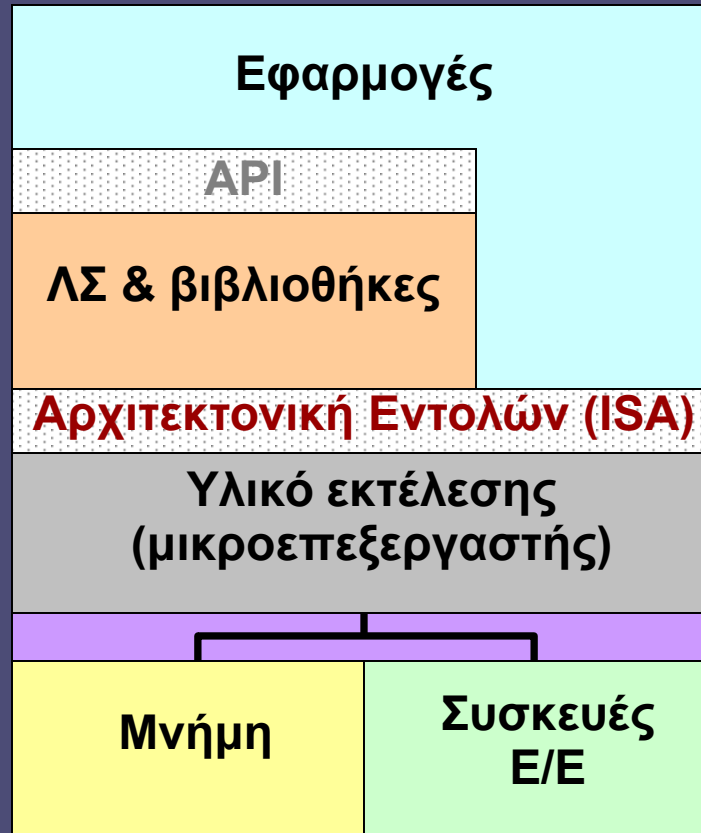 Εφαρμογές
API
ΛΣ & βιβλιοθήκες
Αρχιτεκτονική Εντολών (ISA)
Υλικό εκτέλεσης
(μικροεπεξεργαστής)
Μνήμη
Συσκευές
Ε/Ε